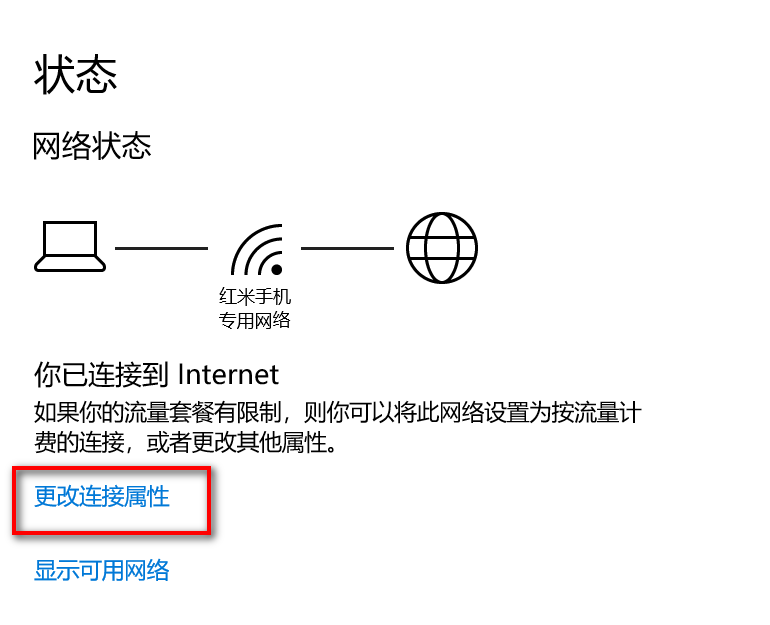 状态
网络状态
红米手机
专用网络
你已连接到 Internet
如果你的流量套餐有限制，则你可以将此网络设置为按流量计
费的连接，或者更改其他属性。
更改连接属性
显示可用网络